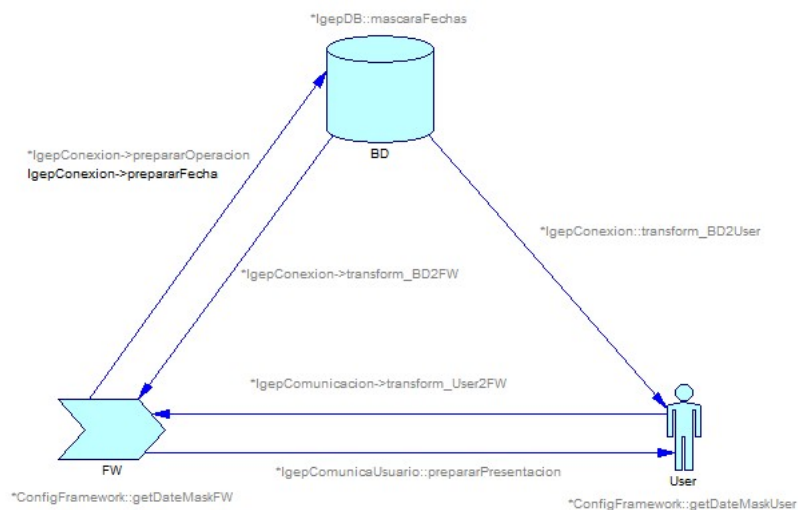 *IgepDB::mascaraFechas
BD
*IgepConexion->prepararOperacion
IgepConexion->prepararFecha
*IgepConexion::transform_BD2User
*IgepConexion->transform_BD2FW
*IgepComunicacion->transform_User2FW
*IgepComunicaUsuario::prepararPresentacion
FW
User
*ConfigFramework::getDateMaskFW
*ConfigFramework::getDateMaskUser